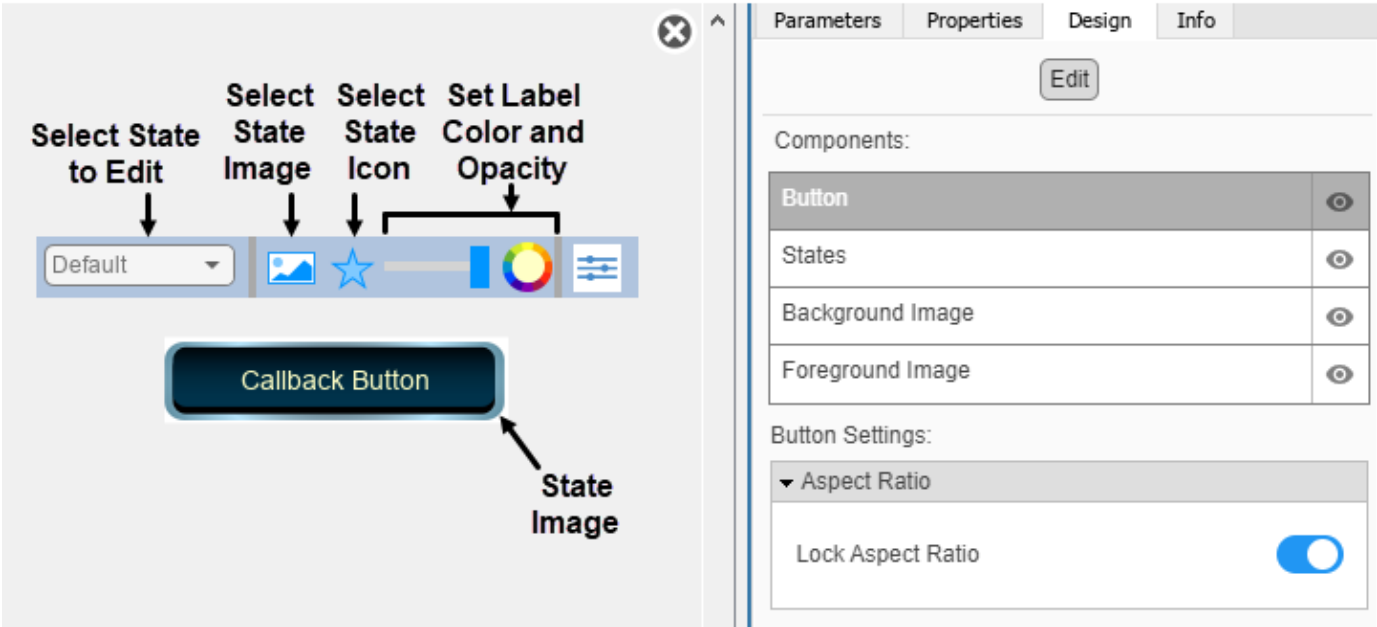 Select State
to Edit
Select
State
Image
Select
State
Icon
Set Label
Color and
Opacity
Default
Callback Button
State
Image
Parameters
Properties
Design
Info
Edit
Components:
Button
States
Background Image
Foreground Image
Button Settings:
Aspect Ratio
Lock Aspect Ratio